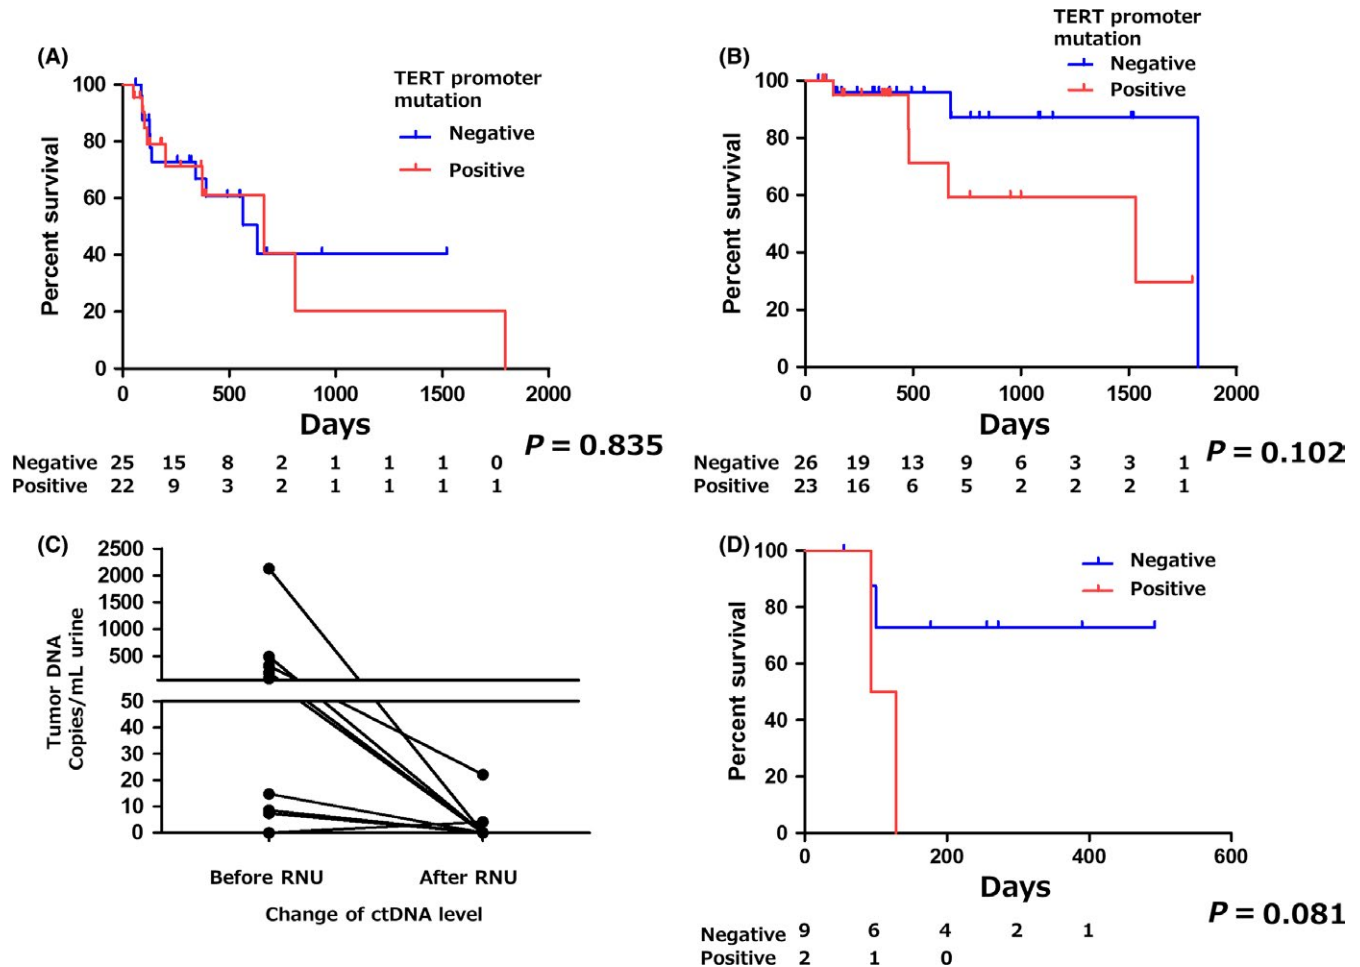 (A)
TERT promoter
mutation
Negative
Positive
Percent survival
100
80
60
40
20
0
0 500 1000 1500 2000
Days
P = 0.835
Negative 25 15 8 2 1 1 1 0
Positive 22 9 3 2 1 1 1 1
(B)
TERT promoter
mutation
Negative
Positive
Percent survival
100
80
60
40
20
0
0 500 1000 1500 2000
Days
P = 0.102
Negative 26 19 13 9 6 3 3 1
Positive 23 16 6 5 2 2 2 1
(C)
Tumor DNA
Copies/mL urine
2500
2000
1500
1000
500
50
40
30
20
10
0
Before RNU After RNU
Change of ctDNA level
(D)
Negative
Positive
Percent survival
100
80
60
40
20
0
0 200 400 600
Days
P = 0.081
Negative 9 6 4 2 1
Positive 2 1 0